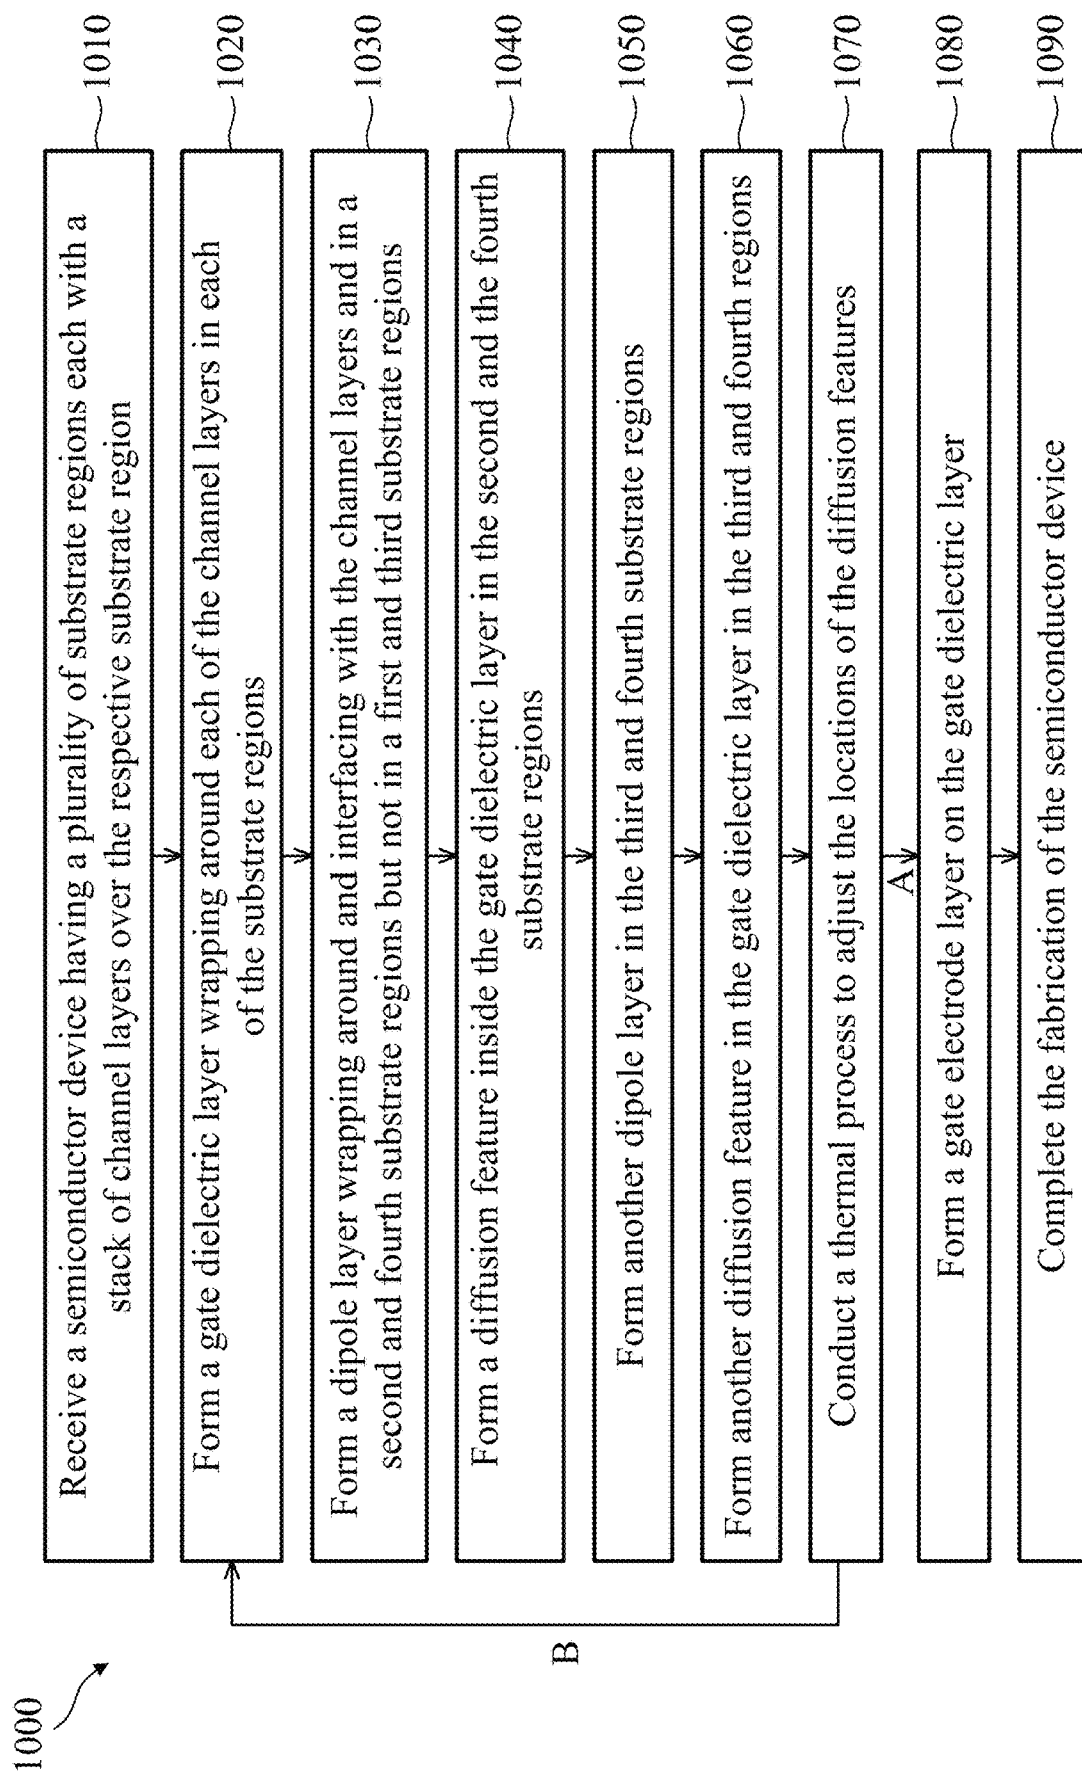 1000
Receive a semiconductor device having a plurality of substrate regions each with a
stack of channel layers over the respective substrate region
1010
Form a gate dielectric layer wrapping around each of the channel layers in each
of the substrate regions
1020
Form a dipole layer wrapping around and interfacing with the channel layers and in a
second and fourth substrate regions but not in a first and third substrate regions
1030
Form a diffusion feature inside the gate dielectric layer in the second and the fourth
substrate regions
1040
Form another dipole layer in the third and fourth substrate regions
1050
Form another diffusion feature in the gate dielectric layer in the third and fourth regions
1060
Conduct a thermal process to adjust the locations of the diffusion features
1070
B
A
Form a gate electrode layer on the gate dielectric layer
1080
Complete the fabrication of the semiconductor device
1090